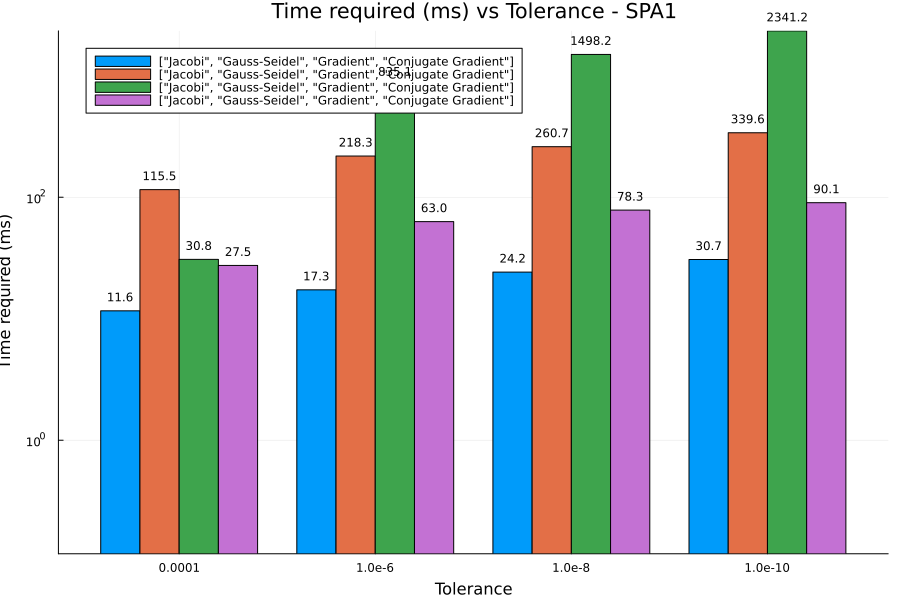 Time required (ms) vs Tolerance - SPA1
2341.2
1498.2
["Jacobi", "Gauss-Seidel", "Gradient", "Conjugate Gradient"]
["Jacobi", "Gauss-Seidel", "Gradient", "Conjugate Gradient"]
["Jacobi", "Gauss-Seidel", "Gradient", "Conjugate Gradient"]
["Jacobi", "Gauss-Seidel", "Gradient", "Conjugate Gradient"]
339.6
260.7
218.3
115.5
10²
90.1
78.3
63.0
30.8
27.5
30.7
24.2
17.3
11.6
Time required (ms)
10⁰
0.0001
1.0e-6
1.0e-8
1.0e-10
Tolerance